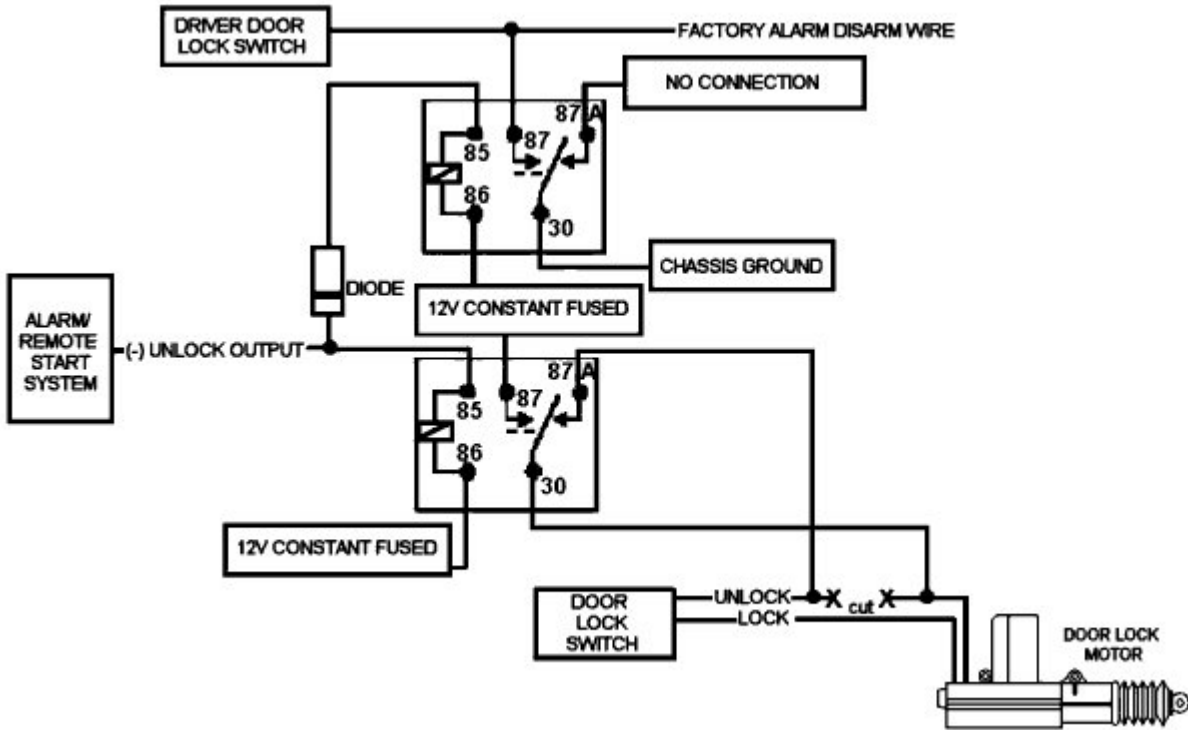 DRIVER DOOR
LOCK SWITCH
FACTORY ALARM DISARM WIRE
NO CONNECTION
87 A
87
85
86
30
CHASSIS GROUND
DIODE
12V CONSTANT FUSED
ALARM/
REMOTE
START
SYSTEM
(-) UNLOCK OUTPUT
87 A
87
85
86
30
12V CONSTANT FUSED
DOOR
LOCK
SWITCH
UNLOCK
X cut X
LOCK
DOOR LOCK
MOTOR